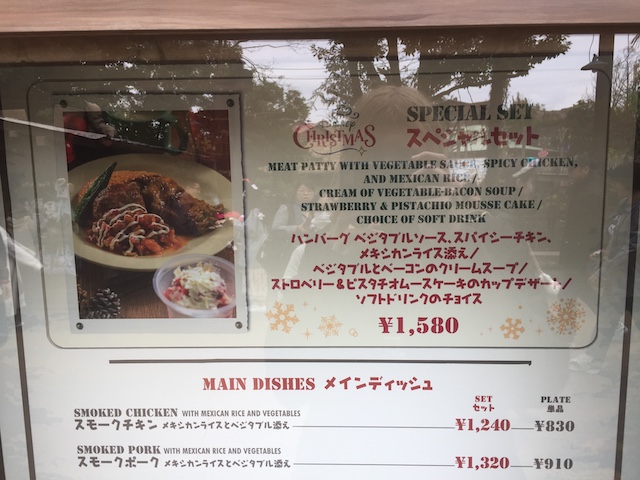 CHRISTMAS
SPECIAL SET
スペシャルセット
MEAT PATTY WITH VEGETABLE SAUCE, SPICY CHICKEN,
AND MEXICAN RICE /
CREAM OF VEGETABLE-BACON SOUP /
STRAWBERRY & PISTACHIO MOUSSE CAKE /
CHOICE OF SOFT DRINK
ハンバーグ ベジタブルソース、スパイシーチキン、
メキシカンライス添え/
ベジタブルとベーコンのクリームスープ/
ストロベリー＆ピスタチオムースケーキのカップデザート/
ソフトドリンクのチョイス
¥1,580
MAIN DISHES メインディッシュ
SET PLATE
セット 単品
SMOKED CHICKEN WITH MEXICAN RICE AND VEGETABLES
スモークチキン メキシカンライスとベジタブル添え ¥1,240 ¥830
SMOKED PORK WITH MEXICAN RICE AND VEGETABLES
スモークポーク メキシカンライスとベジタブル添え ¥1,320 ¥910